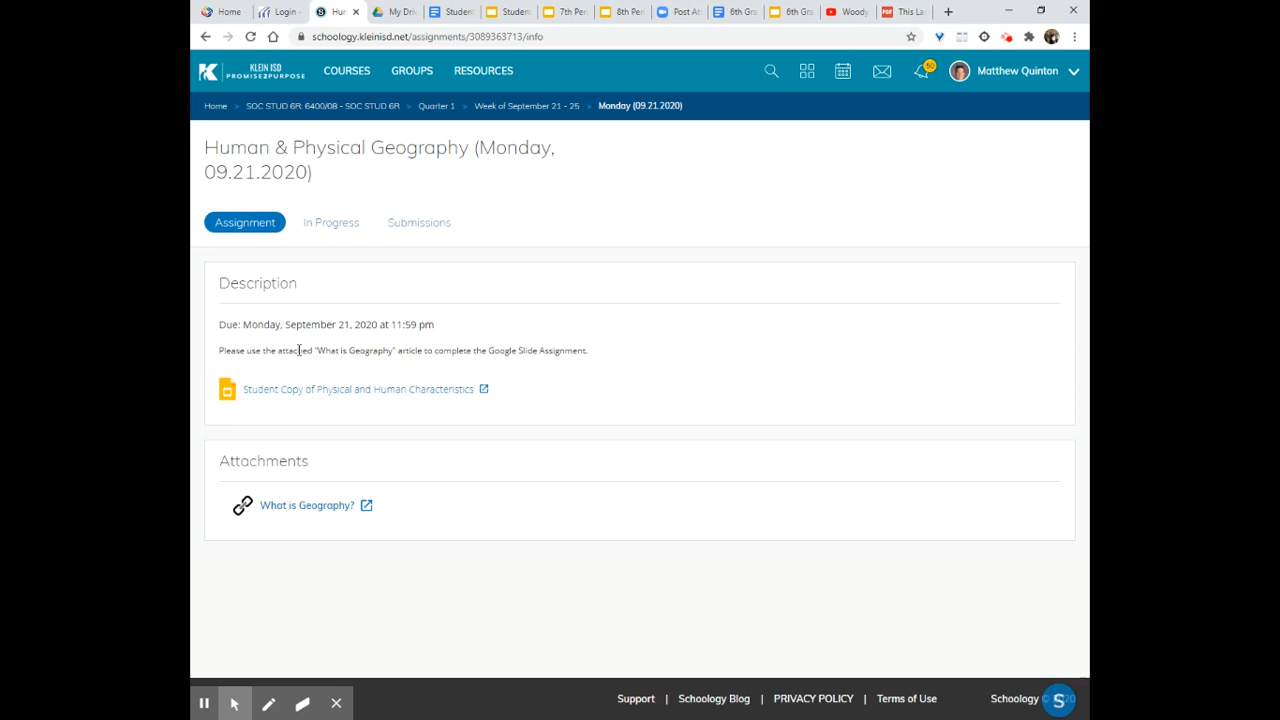 Home
Login -
Hum
My Driv
Student
Student
7th Per
8th Per
Post Att
6th Gra
6th Gra
Woody
This La
schoology.kleinisd.net/assignments/3089363713/info
KLEIN ISD
PROMISE2PURPOSE
COURSES
GROUPS
RESOURCES
50
Matthew Quinton
Home > SOC STUD 6R: 6400/08 - SOC STUD 6R > Quarter 1 > Week of September 21 - 25 > Monday (09.21.2020)
Human & Physical Geography (Monday,
09.21.2020)
Assignment
In Progress
Submissions
Description
Due: Monday, September 21, 2020 at 11:59 pm
Please use the attached "What is Geography" article to complete the Google Slide Assignment.
Student Copy of Physical and Human Characteristics
Attachments
What is Geography?
Support | Schoology Blog | PRIVACY POLICY | Terms of Use
Schoology ©
S